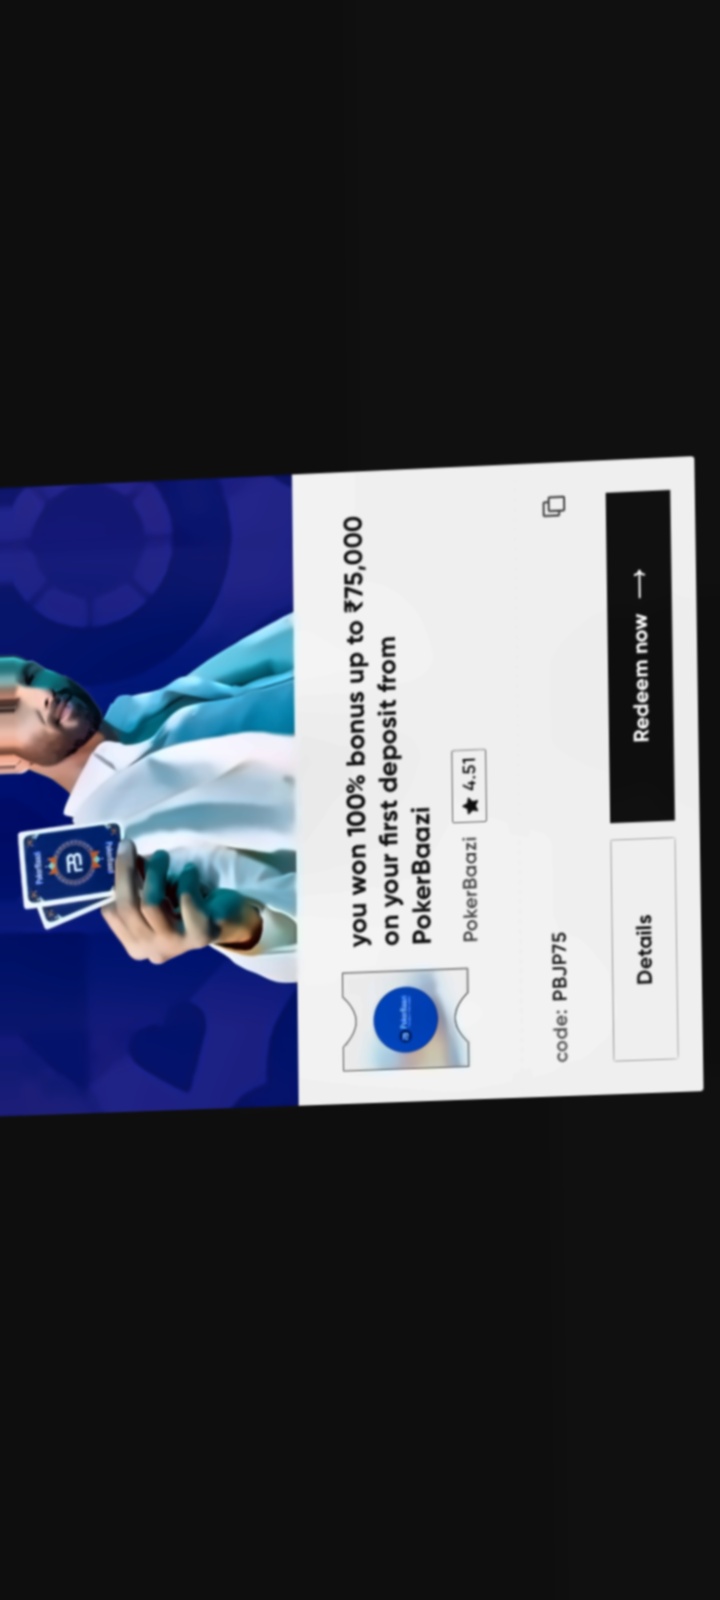 you won 100% bonus up to ₹75,000
on your first deposit from
PokerBaazi
PokerBaazi ★ 4.51
code: PBJP75
Details
Redeem now →
PokerBaazi